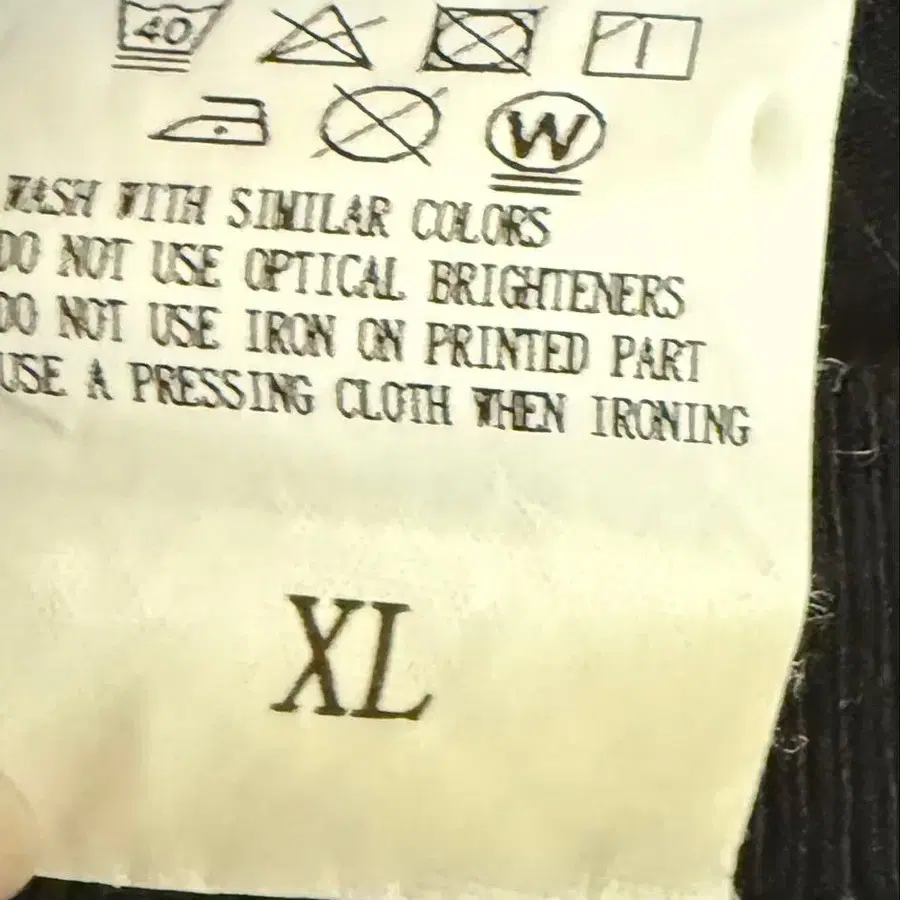 40
W
WASH WITH SIMILAR COLORS
DO NOT USE OPTICAL BRIGHTENERS
DO NOT USE IRON ON PRINTED PART
USE A PRESSING CLOTH WHEN IRONING
XL